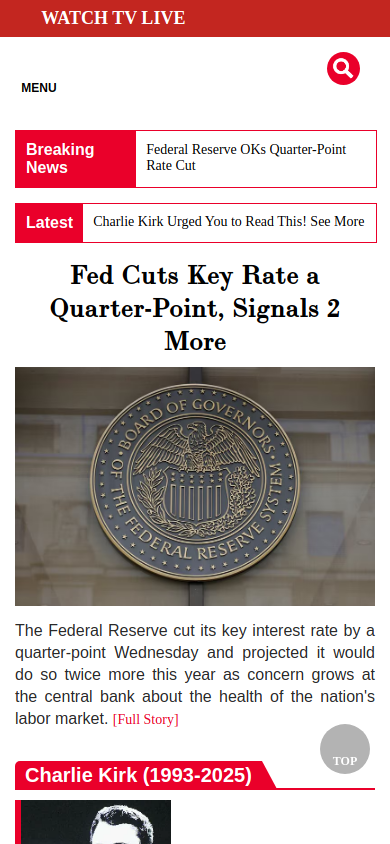 WATCH TV LIVE
MENU
Breaking
News
Federal Reserve OKs Quarter-Point
Rate Cut
Latest
Charlie Kirk Urged You to Read This! See More
Fed Cuts Key Rate a
Quarter-Point, Signals 2
More
BOARD OF GOVERNORS
OF THE FEDERAL RESERVE SYSTEM
The Federal Reserve cut its key interest rate by a
quarter-point Wednesday and projected it would
do so twice more this year as concern grows at
the central bank about the health of the nation's
labor market. [Full Story]
TOP
Charlie Kirk (1993-2025)